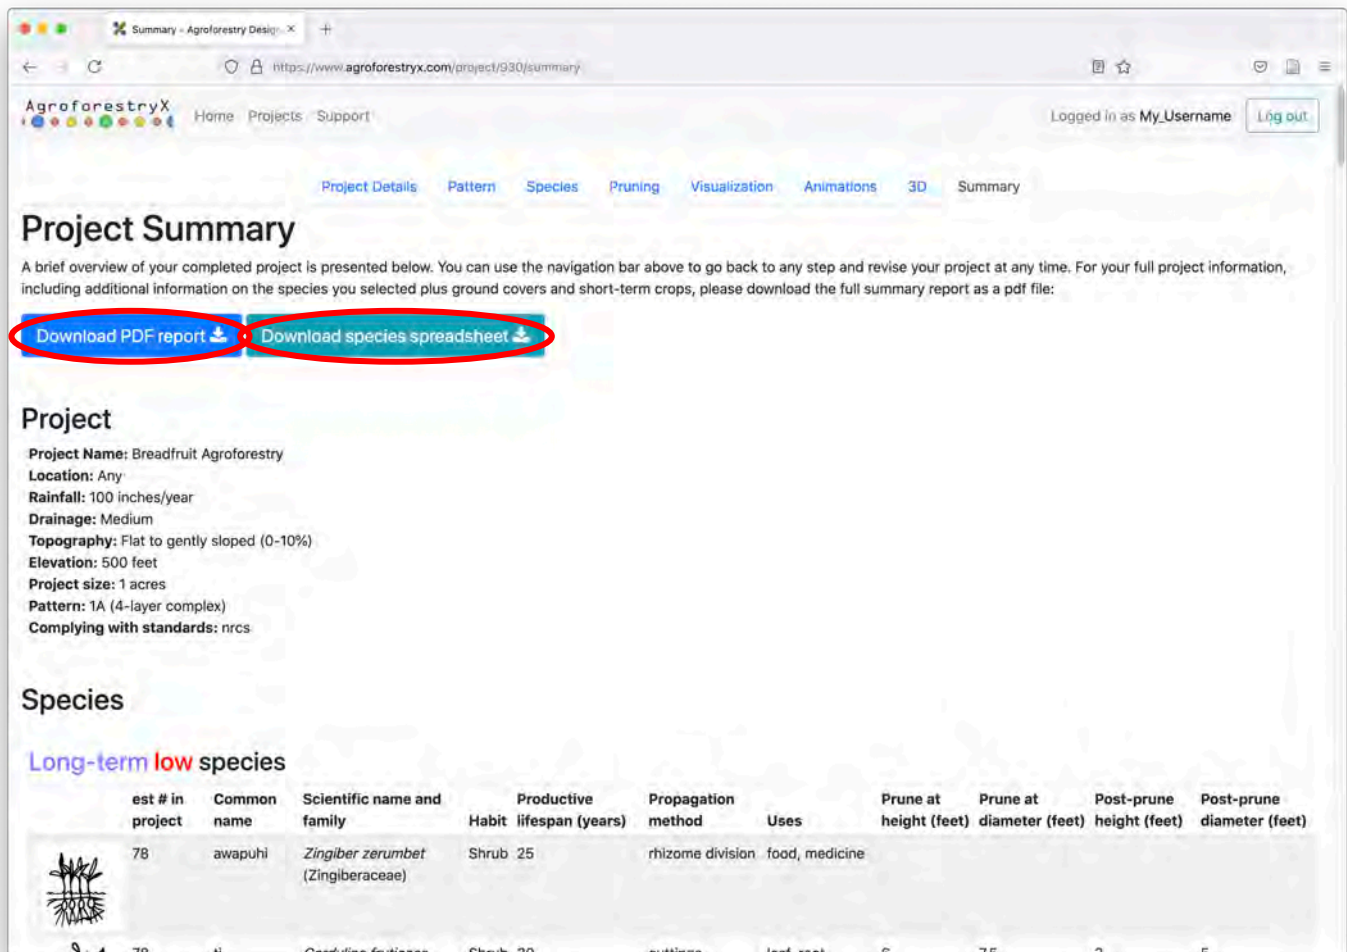 Summary - Agroforestry Design
https://www.agroforestryx.com/project/930/summary
AgroforestryX Home Projects Support Logged in as My_Username Log out
Project Details Pattern Species Pruning Visualization Animations 3D Summary
Project Summary
A brief overview of your completed project is presented below. You can use the navigation bar above to go back to any step and revise your project at any time. For your full project information,
including additional information on the species you selected plus ground covers and short-term crops, please download the full summary report as a pdf file:
Download PDF report Download species spreadsheet
Project
Project Name: Breadfruit Agroforestry
Location: Any
Rainfall: 100 inches/year
Drainage: Medium
Topography: Flat to gently sloped (0-10%)
Elevation: 500 feet
Project size: 1 acres
Pattern: 1A (4-layer complex)
Complying with standards: nrcs
Species
Long-term low species
est # in Common Scientific name and Productive Propagation Prune at Prune at Post-prune Post-prune
project name family Habit lifespan (years) method Uses height (feet) diameter (feet) height (feet) diameter (feet)
78 awapuhi Zingiber zerumbet Shrub 25 rhizome division food, medicine
(Zingiberaceae)
78 ti Cordyline fruticosa Shrub cuttings leaf, root